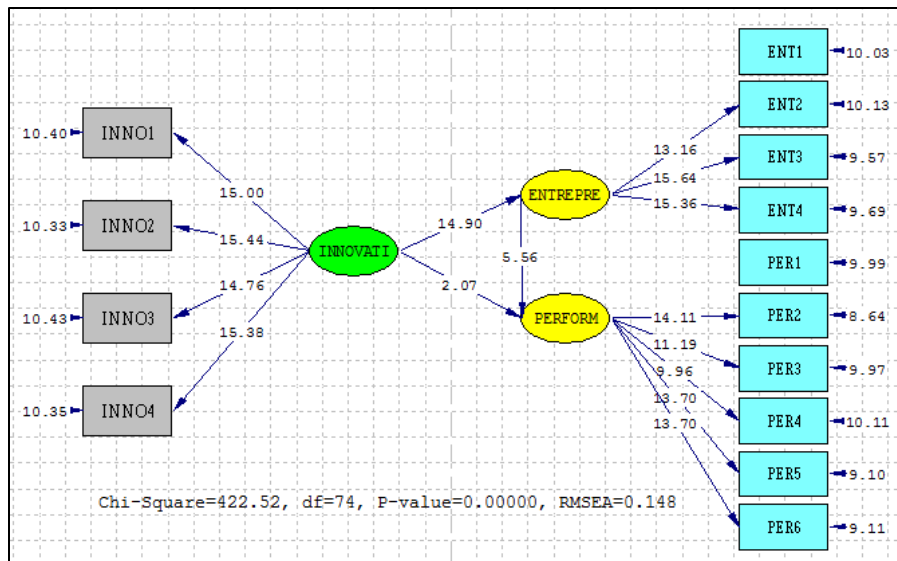 ENT1
10.03
ENT2
10.13
10.40
INNO1
13.16
ENT3
9.57
15.64
15.00
ENTREPRE
15.36
ENT4
9.69
10.33
INNO2
15.44
14.90
INNOVATI
5.56
PER1
9.99
14.76
2.07
10.43
INNO3
15.38
PERFORM
14.11
PER2
8.64
11.19
PER3
9.97
9.96
13.70
13.70
10.35
INNO4
PER4
10.11
PER5
9.10
Chi-Square=422.52, df=74, P-value=0.00000, RMSEA=0.148
PER6
9.11